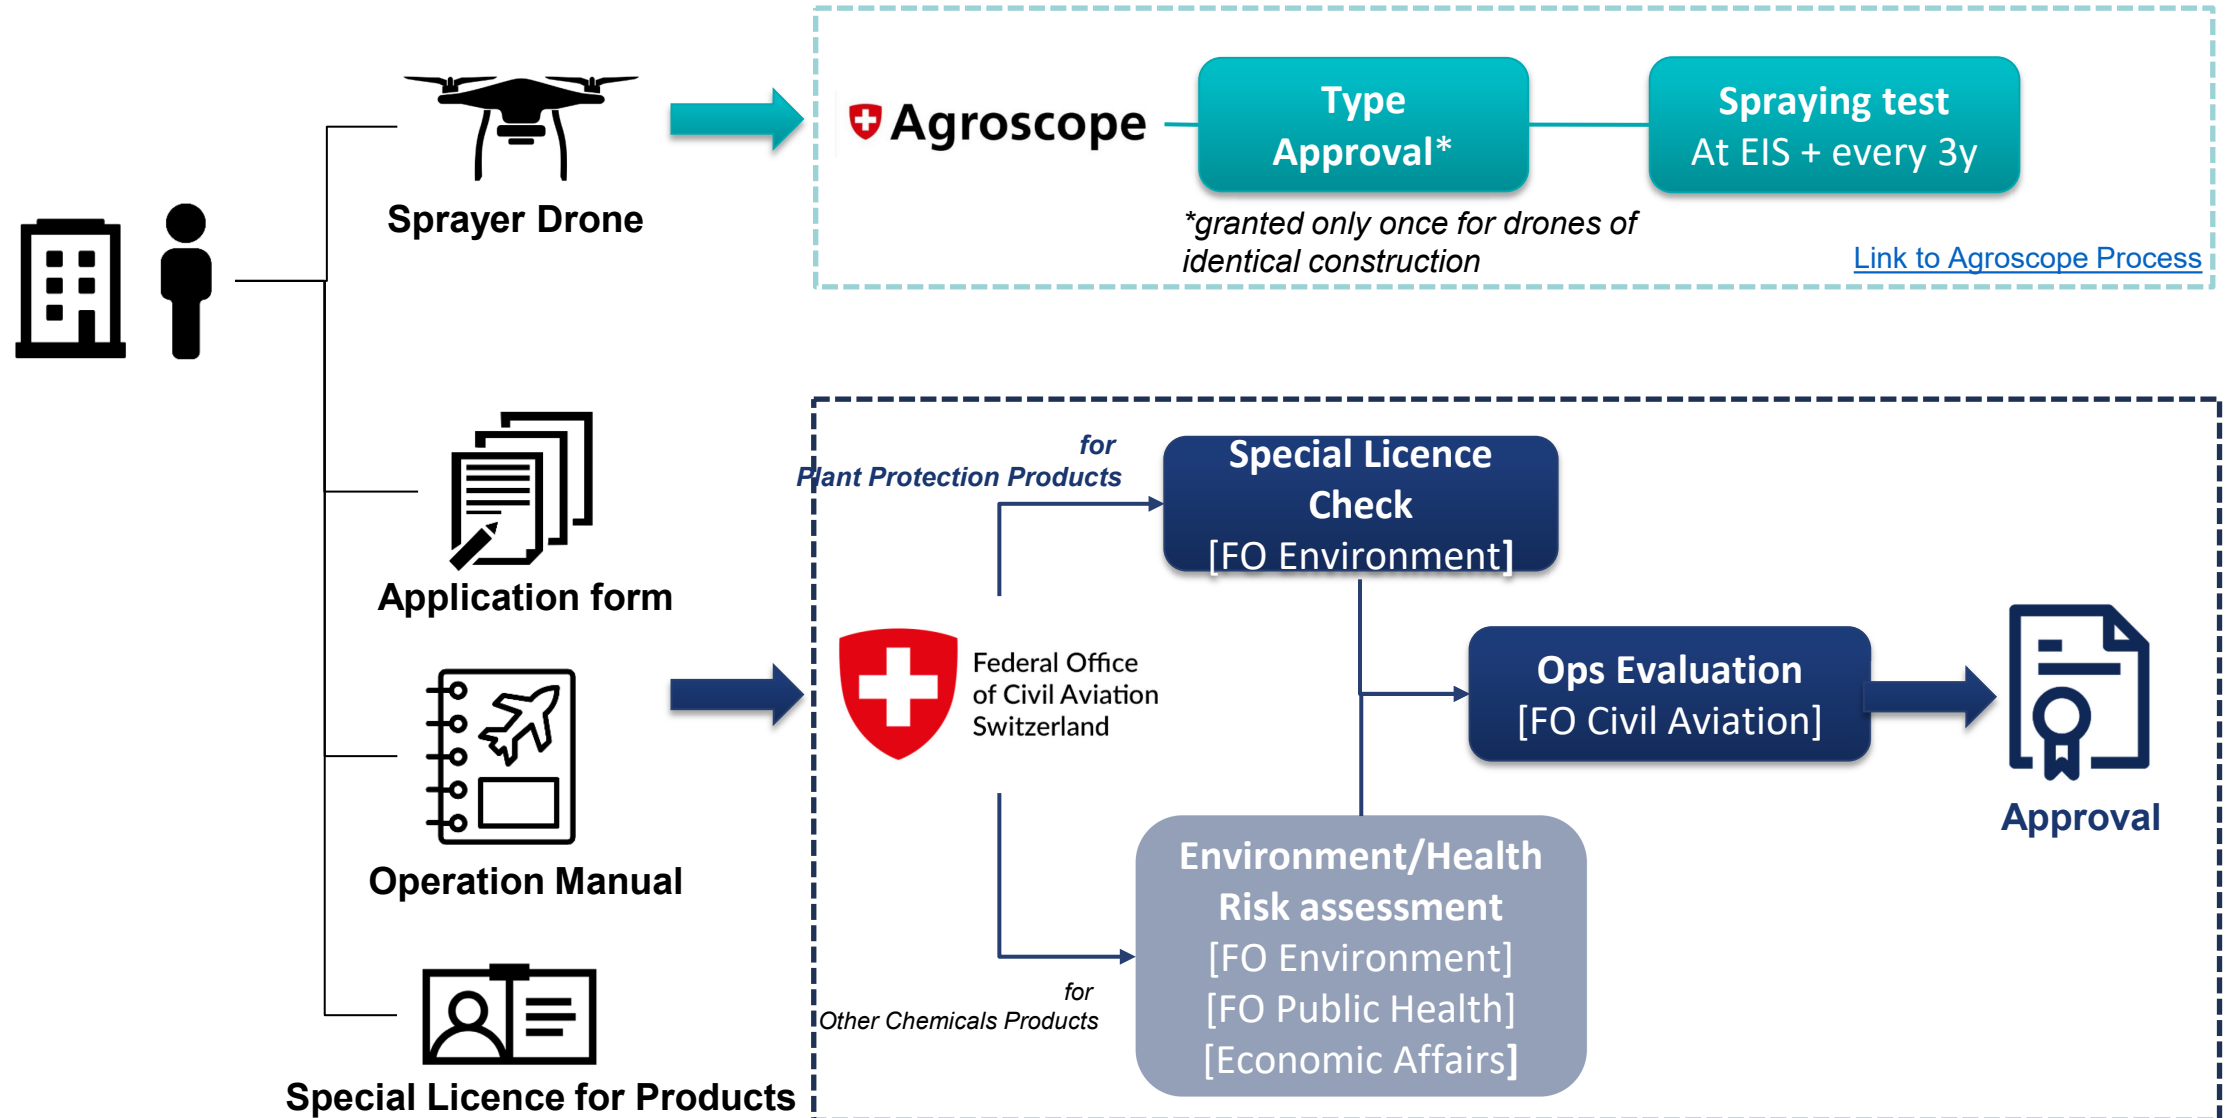 Sprayer Drone
Agroscope
Type
Approval*
Spraying test
At EIS + every 3y
*granted only once for drones of
identical construction
Link to Agroscope Process
Application form
Operation Manual
Special Licence for Products
for
Plant Protection Products
Special Licence
Check
[FO Environment]
Federal Office
of Civil Aviation
Switzerland
Ops Evaluation
[FO Civil Aviation]
Approval
for
Other Chemicals Products
Environment/Health
Risk assessment
[FO Environment]
[FO Public Health]
[Economic Affairs]